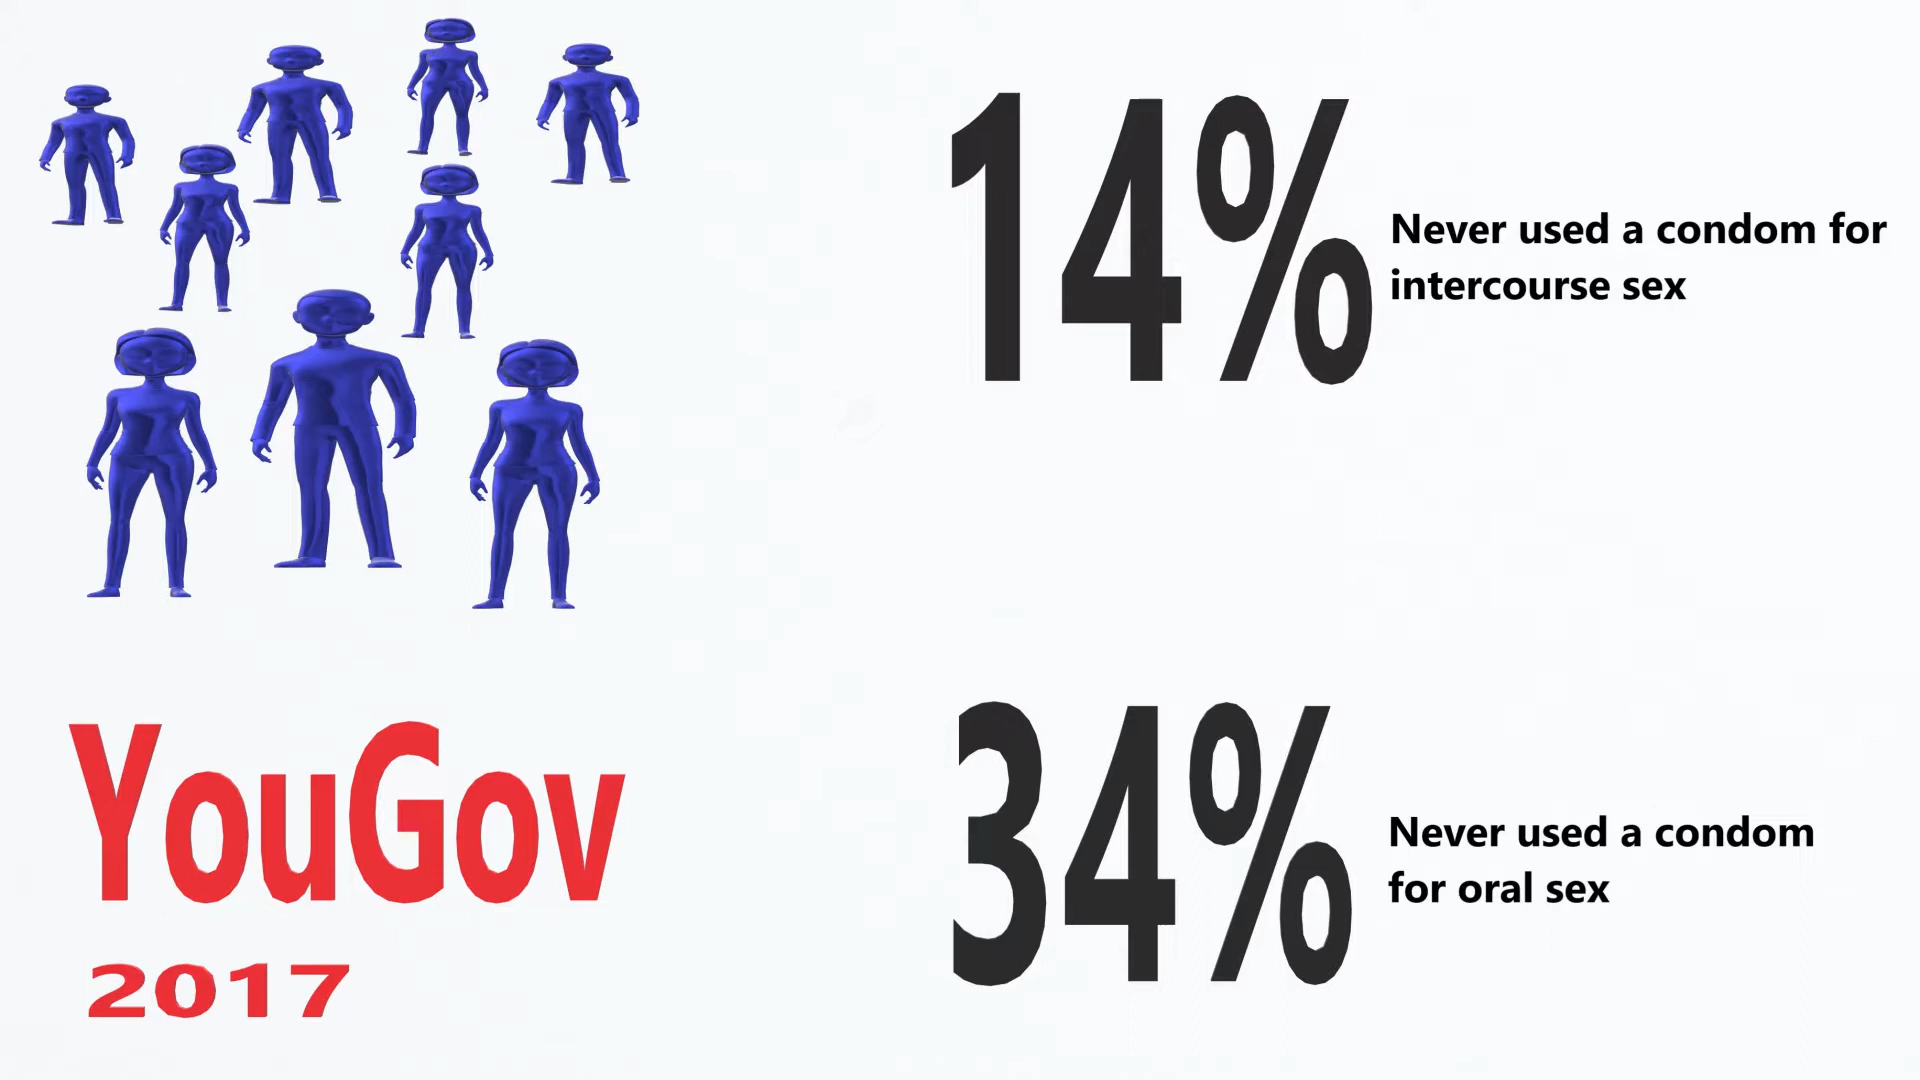 14%
Never used a condom for
intercourse sex
YouGov
2017
34%
Never used a condom
for oral sex